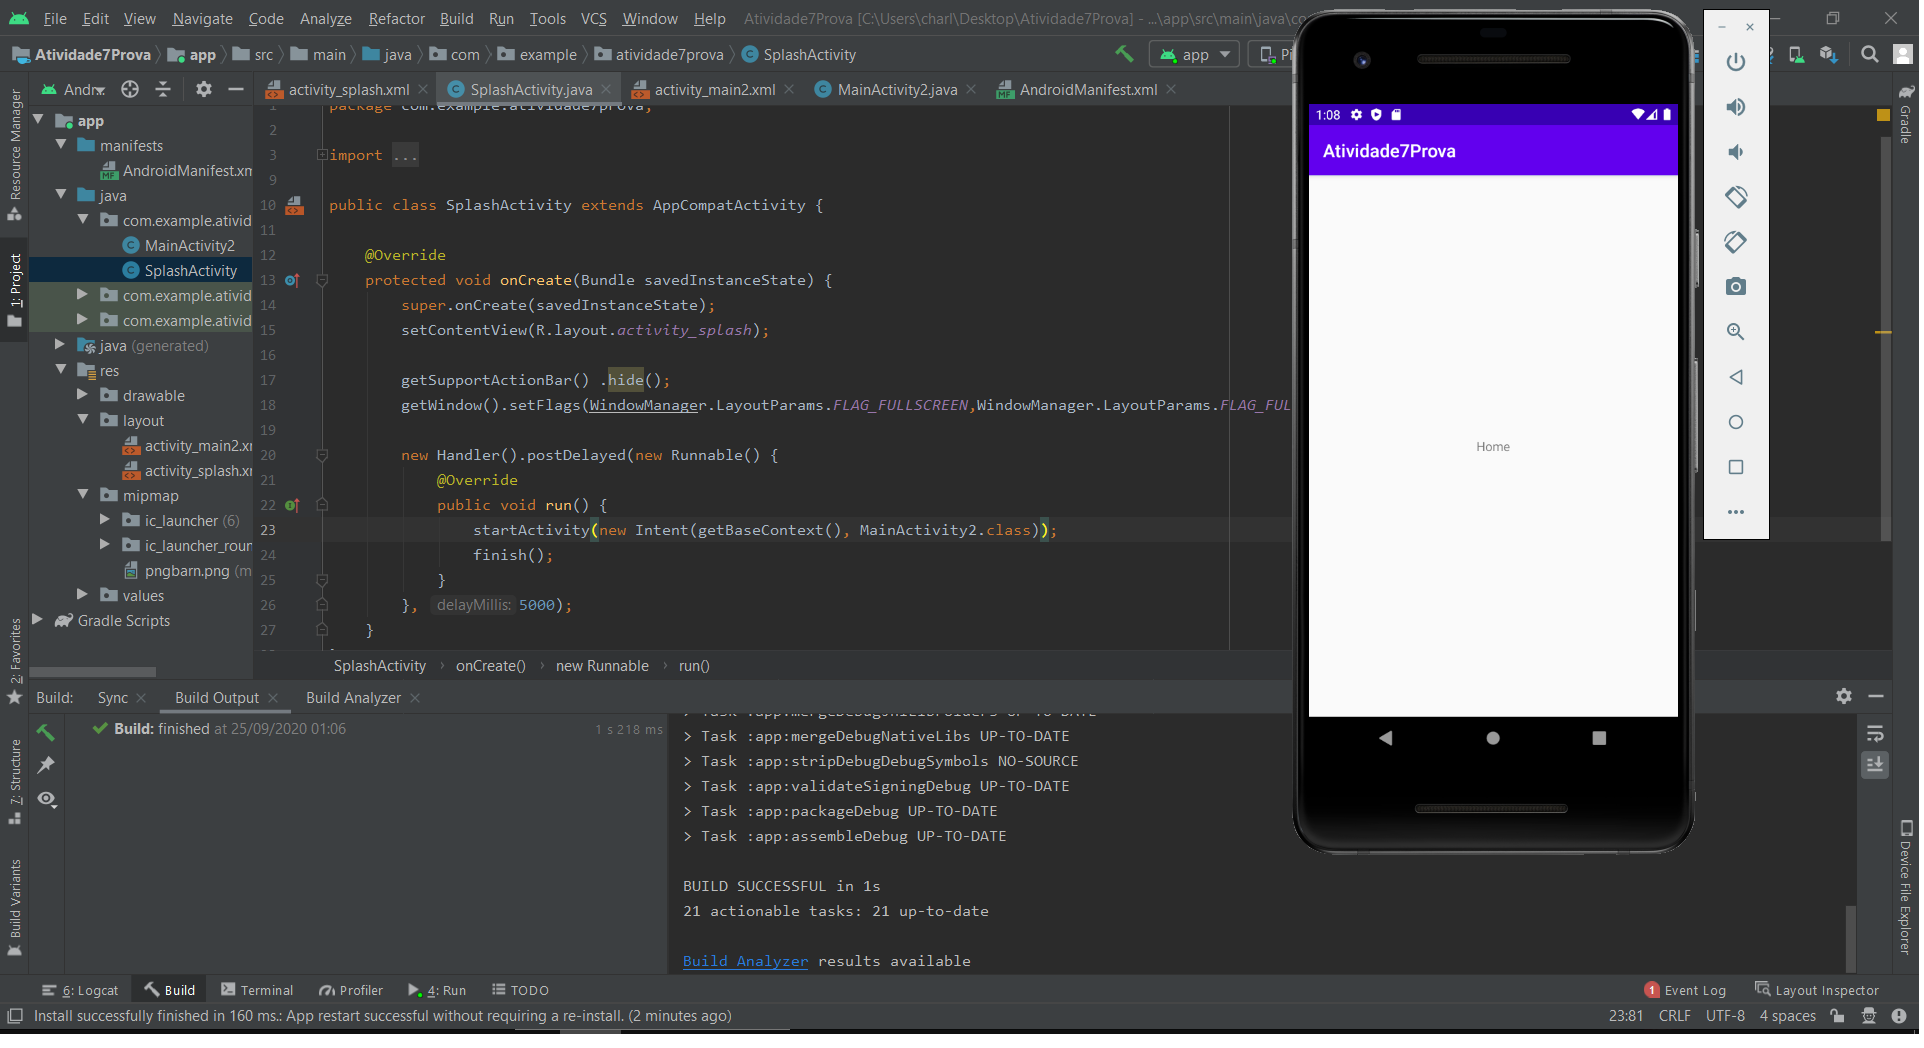 File Edit View Navigate Code Analyze Refactor Build Run Tools VCS Window Help Atividade7Prova [C:\Users\charl\Desktop\Atividade7Prova] - ...\app\src\main\java\co
Atividade7Prova app src main java com example atividade7prova SplashActivity app
Andr
activity_splash.xml SplashActivity.java activity_main2.xml MainActivity2.java AndroidManifest.xml
1: Project
Resource Manager
2: Favorites
7: Structure
Build Variants
app
manifests
AndroidManifest.xm
java
com.example.ativid
MainActivity2
SplashActivity
com.example.ativid
com.example.ativid
java (generated)
res
drawable
layout
activity_main2.x
activity_splash.x
mipmap
ic_launcher (6)
ic_launcher_roun
pngbarn.png (m
values
Gradle Scripts
1 package com.example.atividade7prova;
2
3 import ...
9
10 public class SplashActivity extends AppCompatActivity {
11
12 @Override
13 protected void onCreate(Bundle savedInstanceState) {
14 super.onCreate(savedInstanceState);
15 setContentView(R.layout.activity_splash);
16
17 getSupportActionBar() .hide();
18 getWindow().setFlags(WindowManager.LayoutParams.FLAG_FULLSCREEN,WindowManager.LayoutParams.FLAG_FUL
19
20 new Handler().postDelayed(new Runnable() {
21 @Override
22 public void run() {
23 startActivity(new Intent(getBaseContext(), MainActivity2.class));
24 finish();
25 }
26 }, delayMillis: 5000);
27 }
SplashActivity › onCreate() › new Runnable › run()
1:08
Atividade7Prova
Home
Gradle
Device File Explorer
Build: Sync Build Output Build Analyzer
Build: finished at 25/09/2020 01:06 1 s 218 ms
> Task :app:mergeDebugJniLibFolders UP-TO-DATE
> Task :app:mergeDebugNativeLibs UP-TO-DATE
> Task :app:stripDebugDebugSymbols NO-SOURCE
> Task :app:validateSigningDebug UP-TO-DATE
> Task :app:packageDebug UP-TO-DATE
> Task :app:assembleDebug UP-TO-DATE
BUILD SUCCESSFUL in 1s
21 actionable tasks: 21 up-to-date
Build Analyzer results available
6: Logcat Build Terminal Profiler 4: Run TODO 1 Event Log Layout Inspector
Install successfully finished in 160 ms.: App restart successful without requiring a re-install. (2 minutes ago) 23:81 CRLF UTF-8 4 spaces